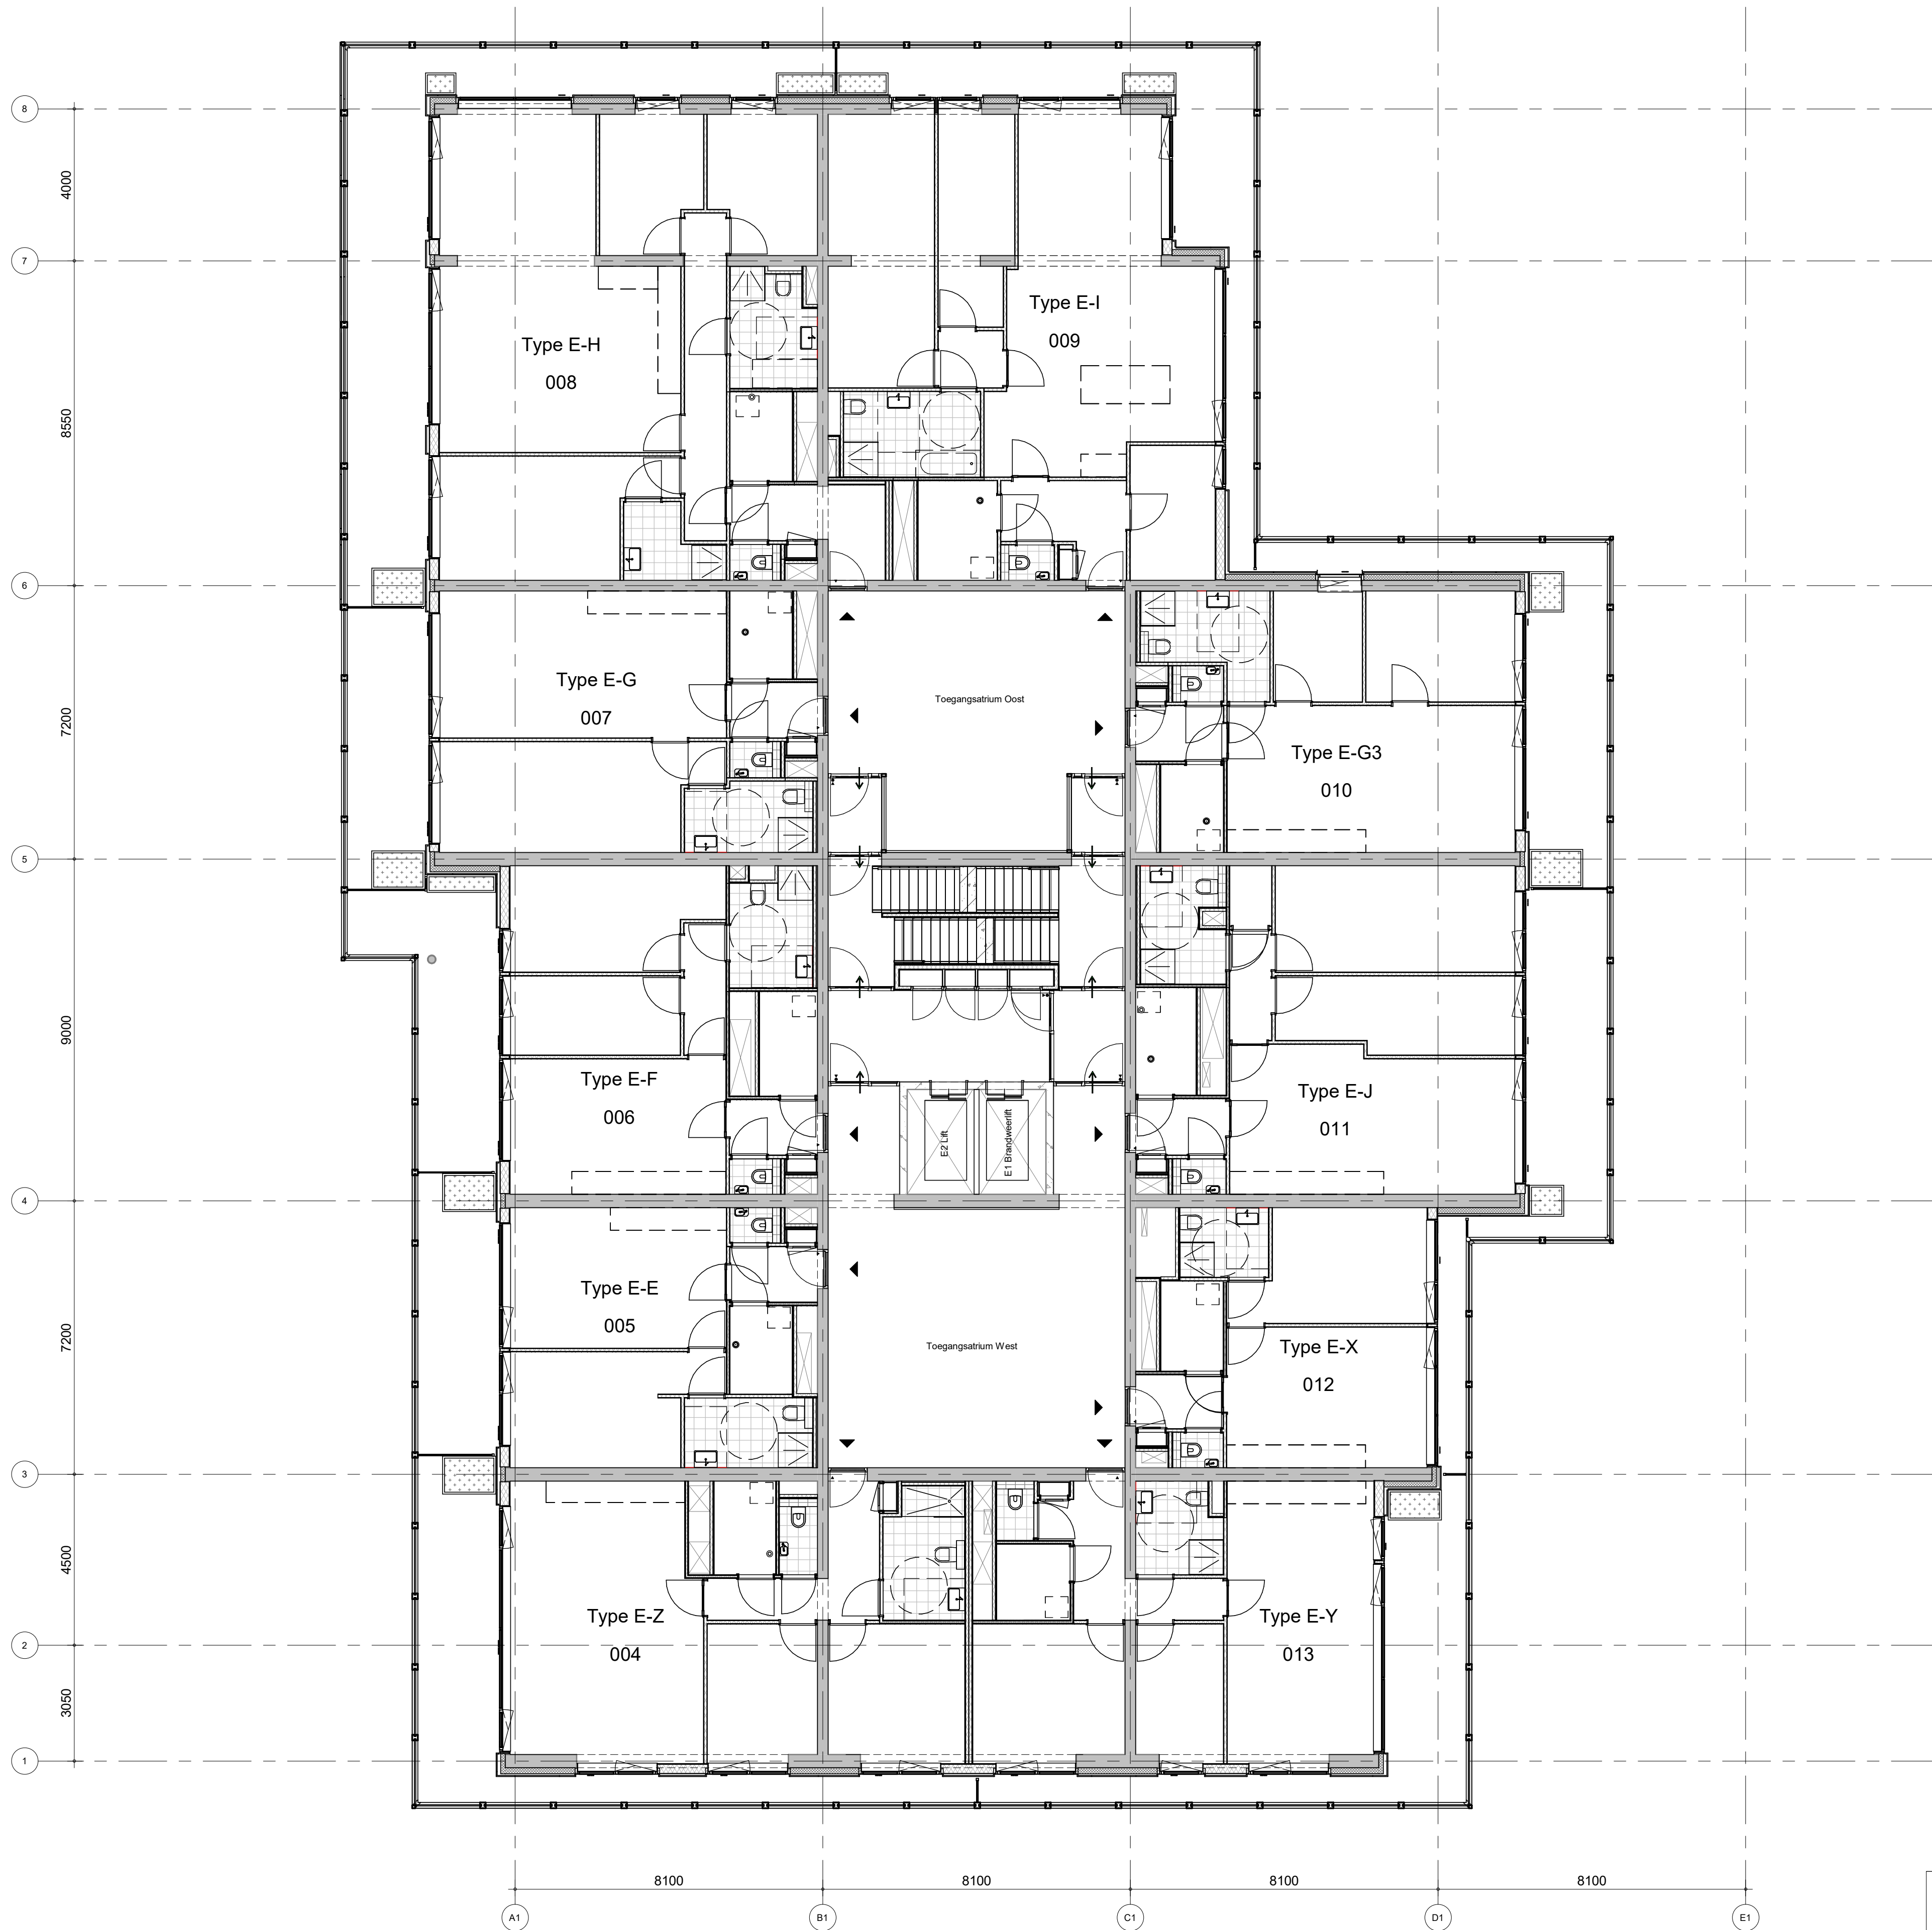 8
4000
7
Type E-I
009
Type E-H
008
8550
6
Type E-G
007
Toegangsatrium Oost
7200
Type E-G3
010
5
9000
Type E-F
006
Type E-J
011
E2 Lift
E1 Brandweerlift
4
Type E-E
005
7200
Toegangsatrium West
Type E-X
012
3
4500
Type E-Z
004
Type E-Y
013
2
3050
1
8100
8100
8100
8100
A1
B1
C1
D1
E1